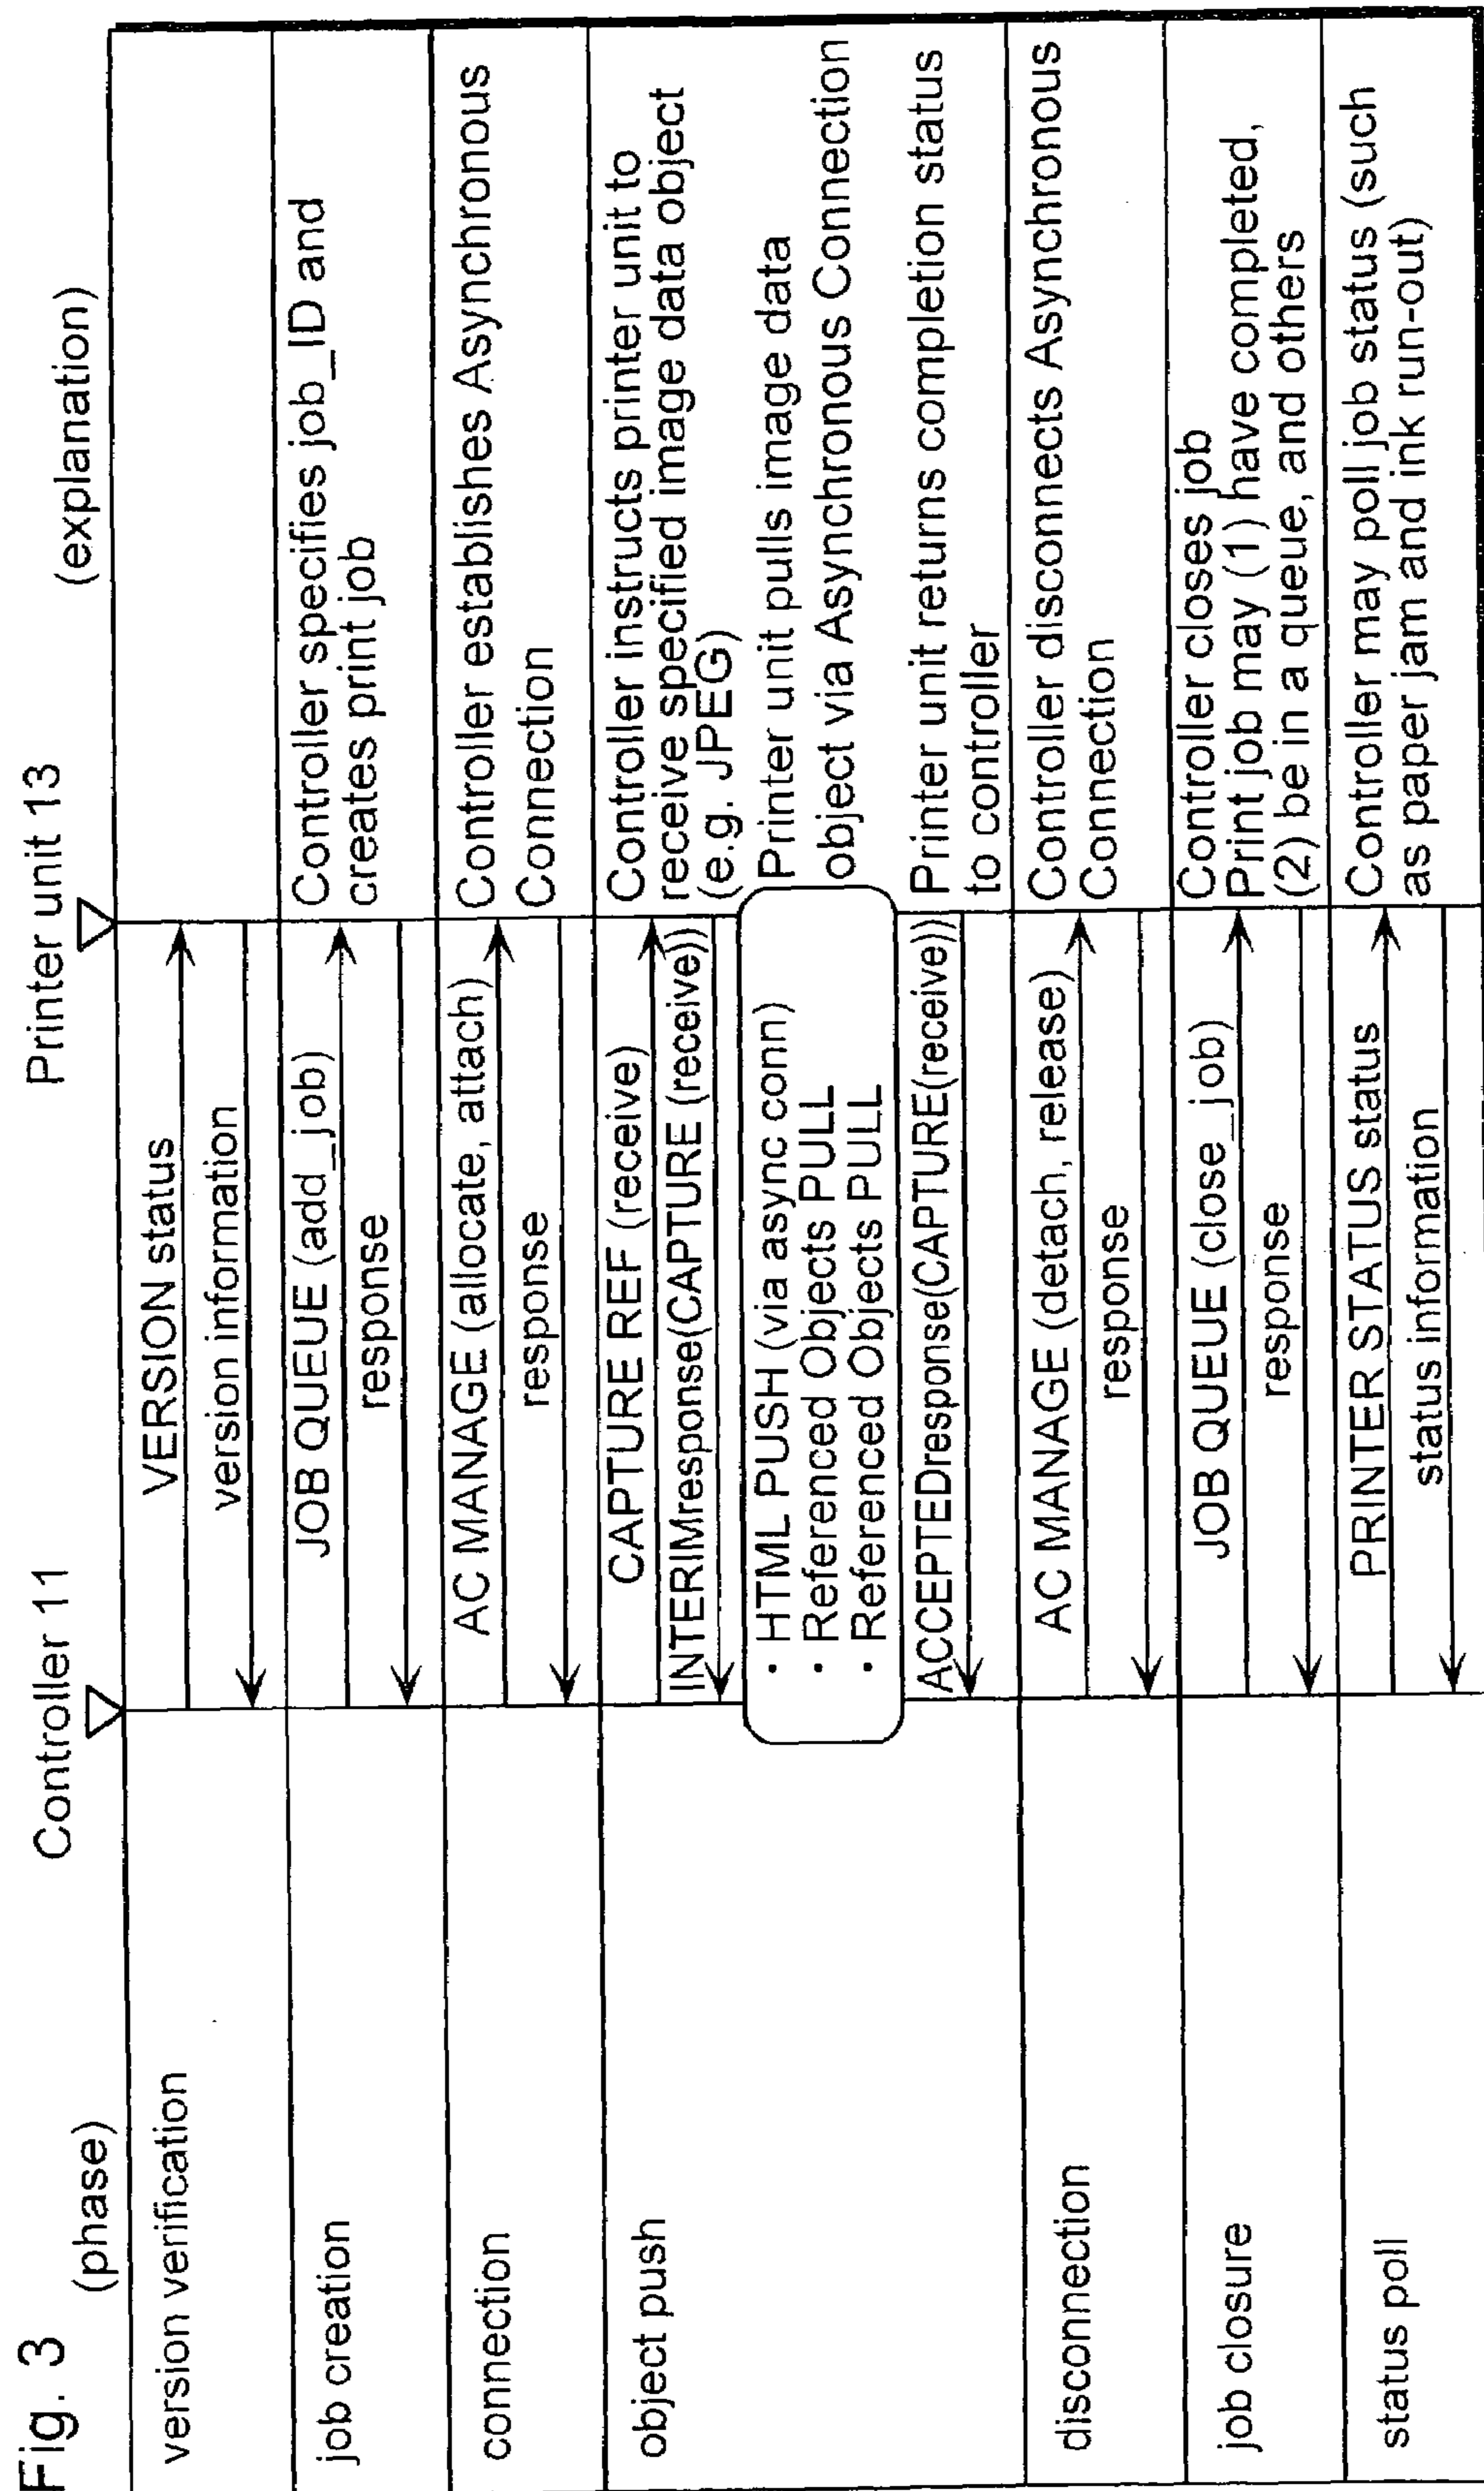 Fig. 3
(phase)
Controller 11
Printer unit 13
(explanation)
version verification
VERSION status
version information
job creation
JOB QUEUE (add_job)
response
Controller specifies job_ID and
creates print job
connection
AC MANAGE (allocate, attach)
response
Controller establishes Asynchronous
Connection
object push
CAPTURE REF (receive)
INTERIMresponse(CAPTURE (receive))
Controller instructs printer unit to
receive specified image data object
(e.g. JPEG)
· HTML PUSH (via async conn)
· Referenced Objects PULL
· Referenced Objects PULL
Printer unit pulls image data
object via Asynchronous Connection
ACCEPTEDresponse(CAPTURE(receive))
Printer unit returns completion status
to controller
disconnection
AC MANAGE (detach, release)
response
Controller disconnects Asynchronous
Connection
job closure
JOB QUEUE (close_job)
response
Controller closes job
Print job may (1) have completed,
(2) be in a queue, and others
status poll
PRINTER STATUS status
status information
Controller may poll job status (such
as paper jam and ink run-out)